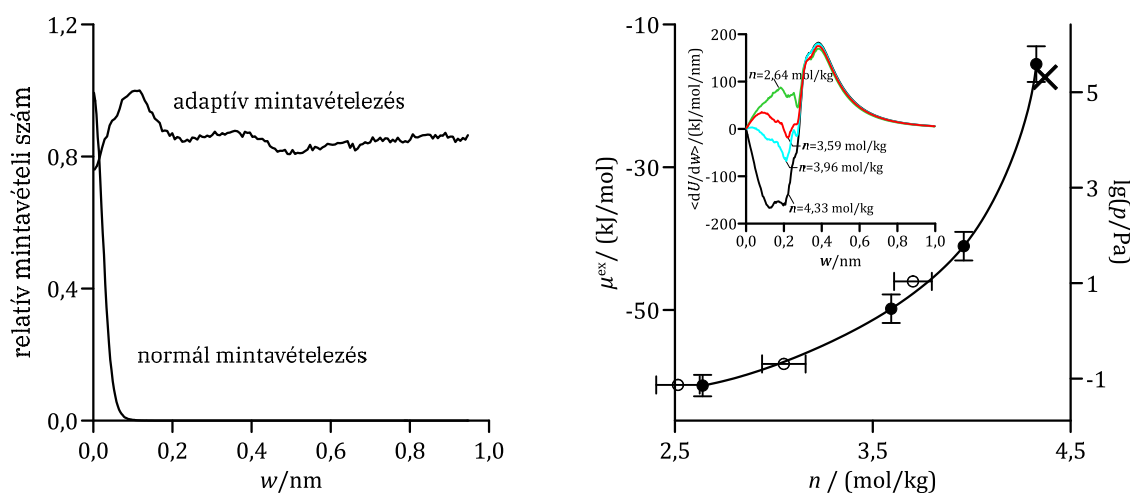 relatív mintavételi szám
1,2
0,8
0,4
0,0
adaptív mintavételezés
normál mintavételezés
0,0 0,2 0,4 0,6 0,8 1,0
w/nm
μᵉˣ/ (kJ/mol)
-10
-30
-50
<dU/dw>/(kJ/mol/nm)
200
100
0
-100
-200
n=2,64 mol/kg
n=3,59 mol/kg
n=3,96 mol/kg
n=4,33 mol/kg
0,0 0,2 0,4 0,6 0,8 1,0
w/nm
5
3
1
-1
lg(p/Pa)
2,5 3,5 4,5
n / (mol/kg)